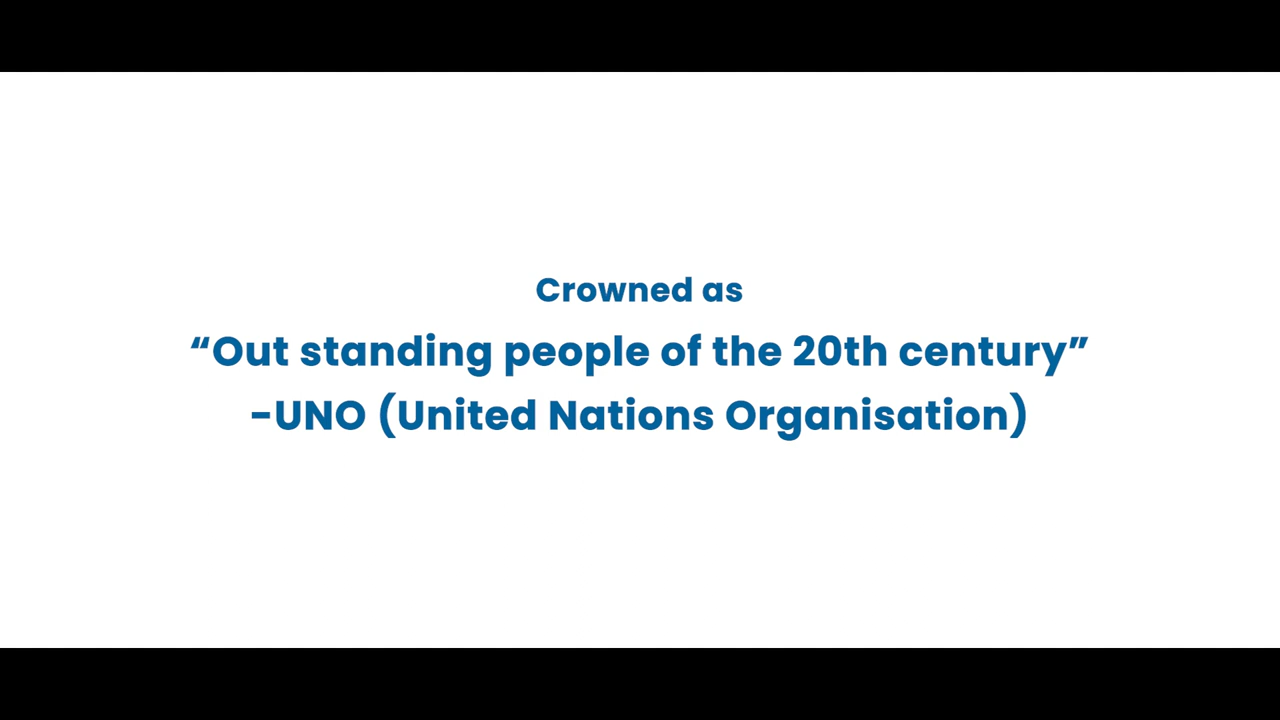 Crowned as
“Out standing people of the 20th century”
-UNO (United Nations Organisation)